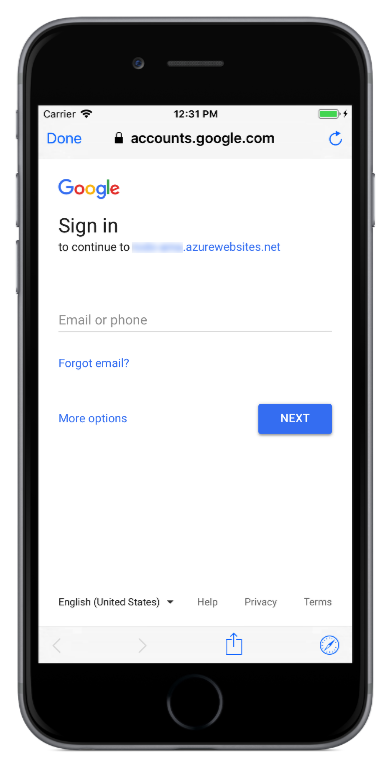 Carrier 12:31 PM
Done accounts.google.com
Google
Sign in
to continue to .azurewebsites.net
Email or phone
Forgot email?
More options NEXT
English (United States) Help Privacy Terms